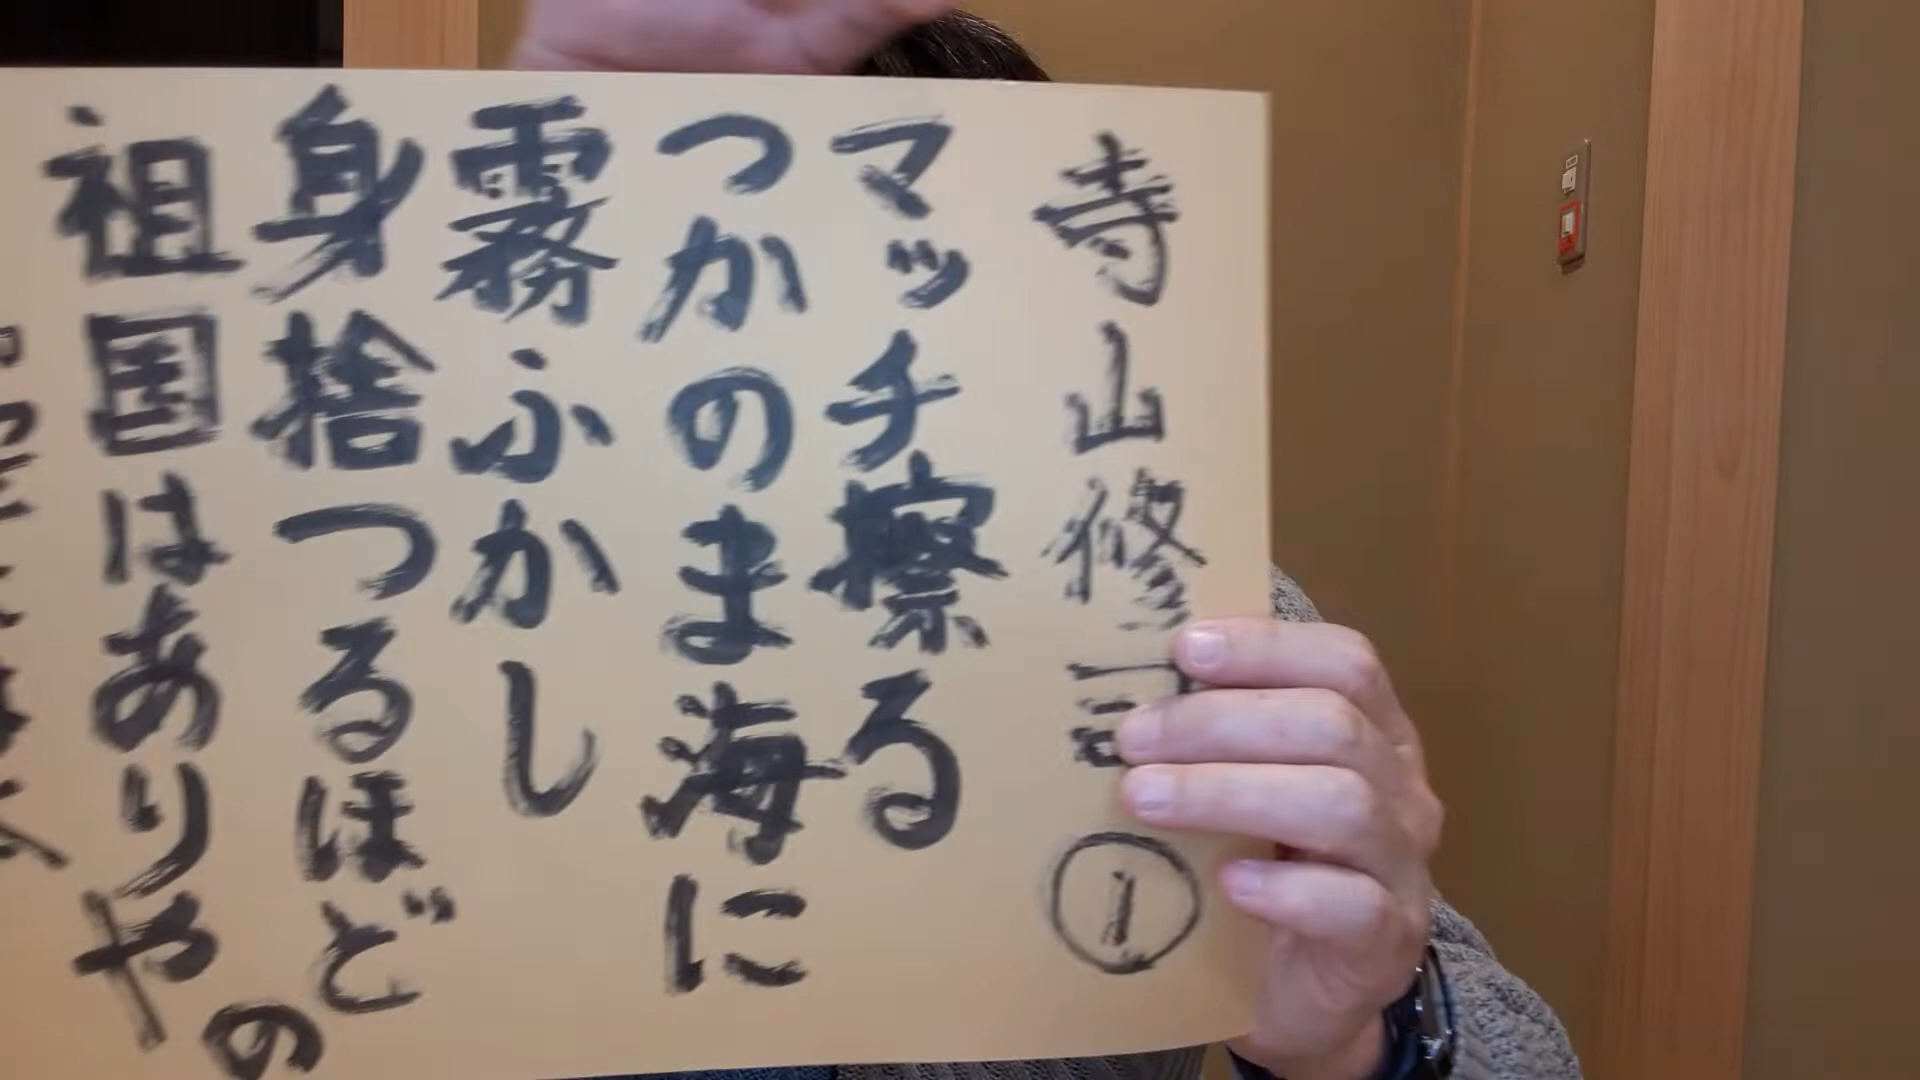 寺山修司 ①
マッチ擦る
つかのま海に
霧ふかし
身捨つるほどの
祖国はありや